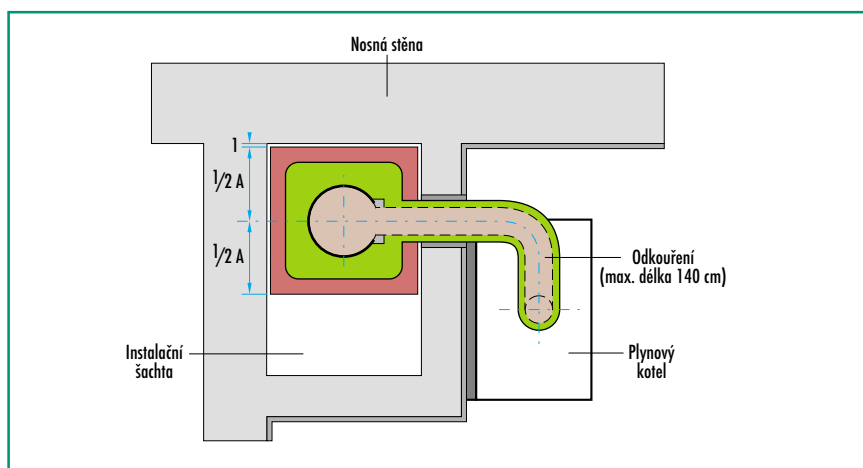 Nosná stěna
1
1/2 A
1/2 A
Odkouření
(max. délka 140 cm)
Instalační
šachta
Plynový
kotel